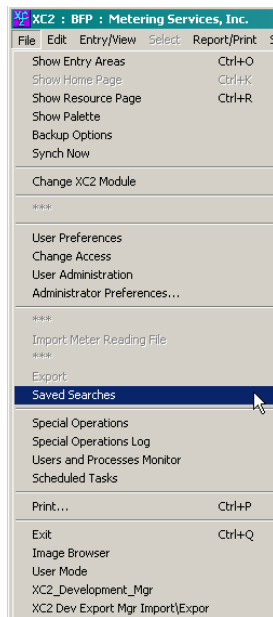 XC2 : BFP : Metering Services, Inc.
File Edit Entry/View Select Report/Print S
Show Entry Areas Ctrl+O
Show Home Page Ctrl+K
Show Resource Page Ctrl+R
Show Palette
Backup Options
Synch Now
Change XC2 Module
***
User Preferences
Change Access
User Administration
Administrator Preferences...
***
Import Meter Reading File
***
Export
Saved Searches
Special Operations
Special Operations Log
Users and Processes Monitor
Scheduled Tasks
Print... Ctrl+P
Exit Ctrl+Q
Image Browser
User Mode
XC2_Development_Mgr
XC2 Dev Export Mgr Import\Expor